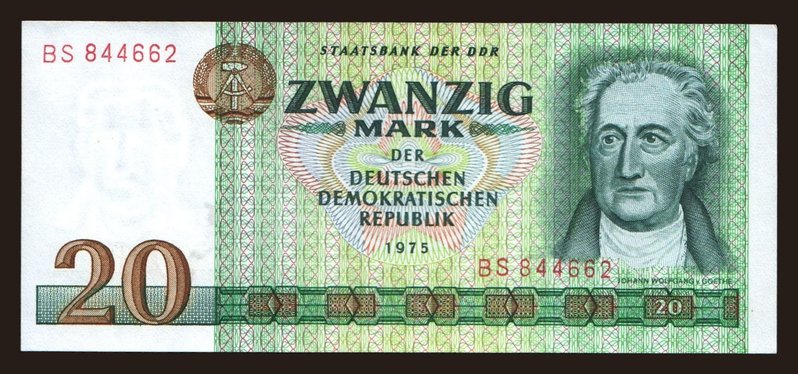 BS 844662
STAATSBANK DER DDR
ZWANZIG
MARK
DER
DEUTSCHEN
DEMOKRATISCHEN
REPUBLIK
1975
BS 844662
JOHANN WOLFGANG v. GOETHE
20
20